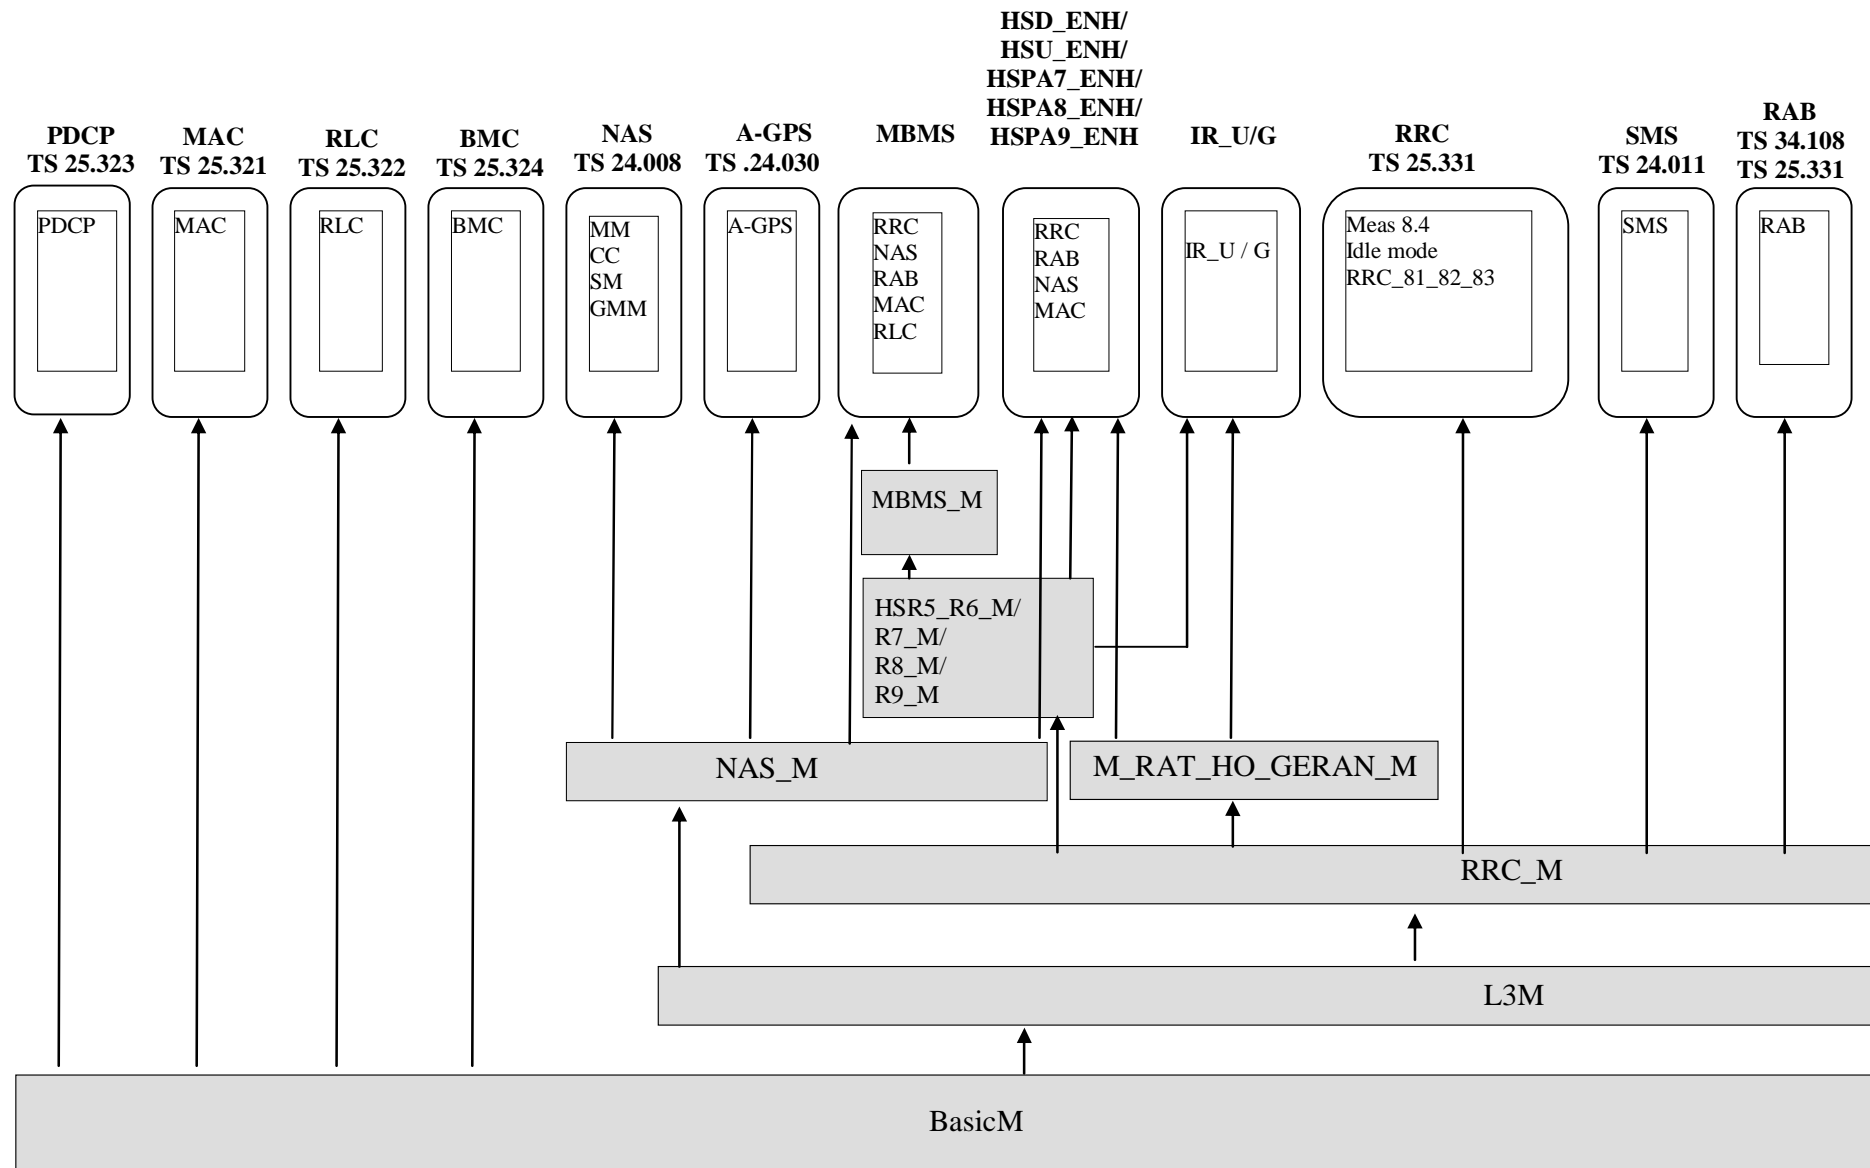 HSD_ENH/
HSU_ENH/
HSPA7_ENH/
HSPA8_ENH/
HSPA9_ENH
PDCP
TS 25.323
MAC
TS 25.321
RLC
TS 25.322
BMC
TS 25.324
NAS
TS 24.008
A-GPS
TS .24.030
MBMS
IR_U/G
RRC
TS 25.331
SMS
TS 24.011
RAB
TS 34.108
TS 25.331
PDCP
MAC
RLC
BMC
MM
CC
SM
GMM
A-GPS
RRC
NAS
RAB
MAC
RLC
RRC
RAB
NAS
MAC
IR_U / G
Meas 8.4
Idle mode
RRC_81_82_83
SMS
RAB
MBMS_M
HSR5_R6_M/
R7_M/
R8_M/
R9_M
NAS_M
M_RAT_HO_GERAN_M
RRC_M
L3M
BasicM